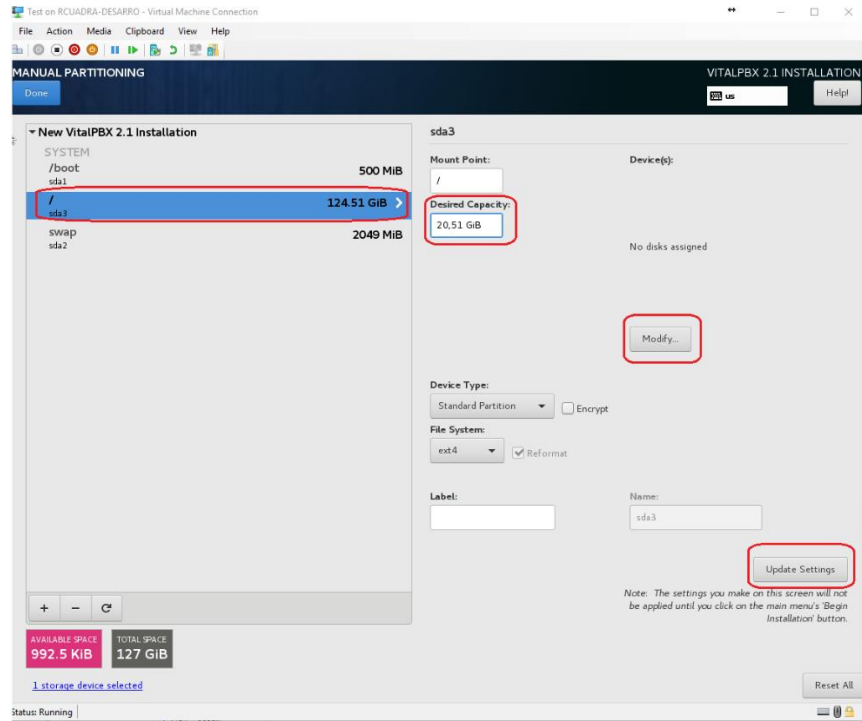 Test on RCUADRA-DESARRO - Virtual Machine Connection
File Action Media Clipboard View Help
MANUAL PARTITIONING
VITALPBX 2.1 INSTALLATION
Done
us
Help!
New VitalPBX 2.1 Installation
SYSTEM
/boot
500 MiB
sda1
/
124.51 GiB
sda3
swap
2049 MiB
sda2
sda3
Mount Point:
Device(s):
/
Desired Capacity:
20,51 GiB
No disks assigned
Modify...
Device Type:
Standard Partition
Encrypt
File System:
ext4
Reformat
Label:
Name:
sda3
Update Settings
Note: The settings you make on this screen will not
be applied until you click on the main menu's 'Begin
Installation' button.
+ -
AVAILABLE SPACE
992.5 KiB
TOTAL SPACE
127 GiB
1 storage device selected
Reset All
Status: Running